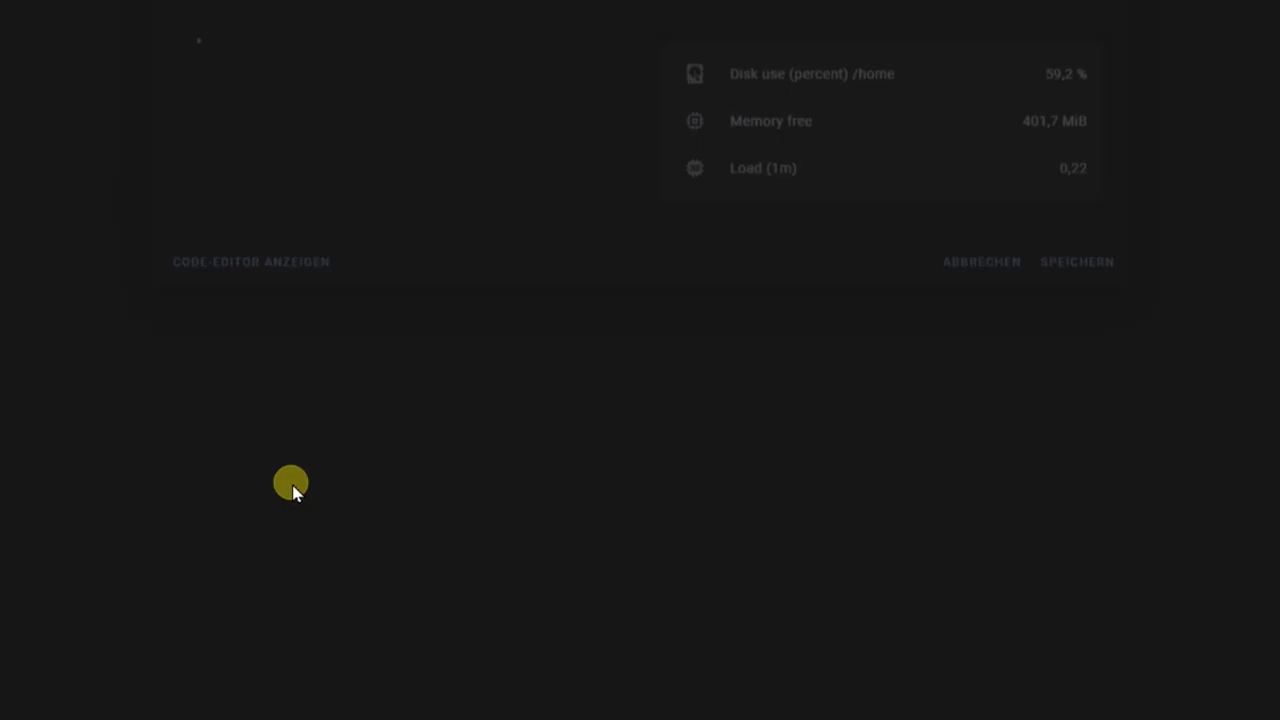 Disk use (percent) /home 59,2 %
Memory free 401,7 MiB
Load (1m) 0,22
CODE-EDITOR ANZEIGEN ABBRECHEN SPEICHERN